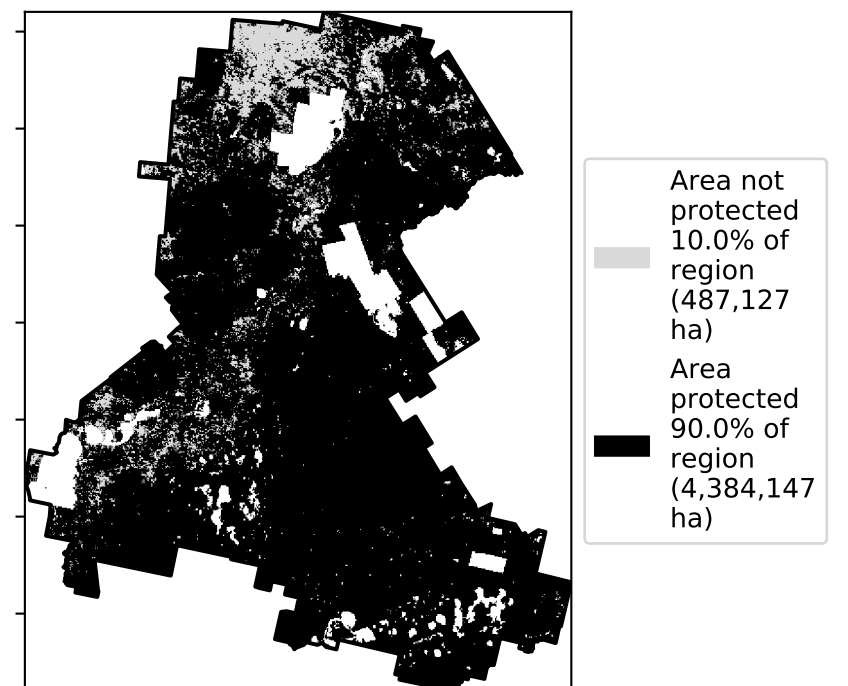 Area not
protected
10.0% of
region
(487,127
ha)
Area
protected
90.0% of
region
(4,384,147
ha)